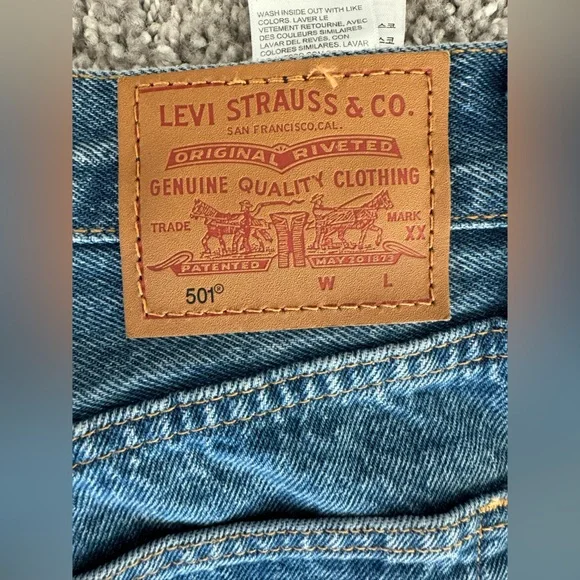 WASH INSIDE OUT WITH LIKE
COLORS. LAVER LE
VETEMENT RETOURNE, AVEC
DES COULEURS SIMILAIRES
LAVAR DEL REVÉS, CON
COLORES SIMILARES. LAVAR
LEVI STRAUSS & CO.
SAN FRANCISCO, CAL.
ORIGINAL RIVETED
GENUINE QUALITY CLOTHING
TRADE MARK
XX
PATENTED MAY 20 1873
501® W L